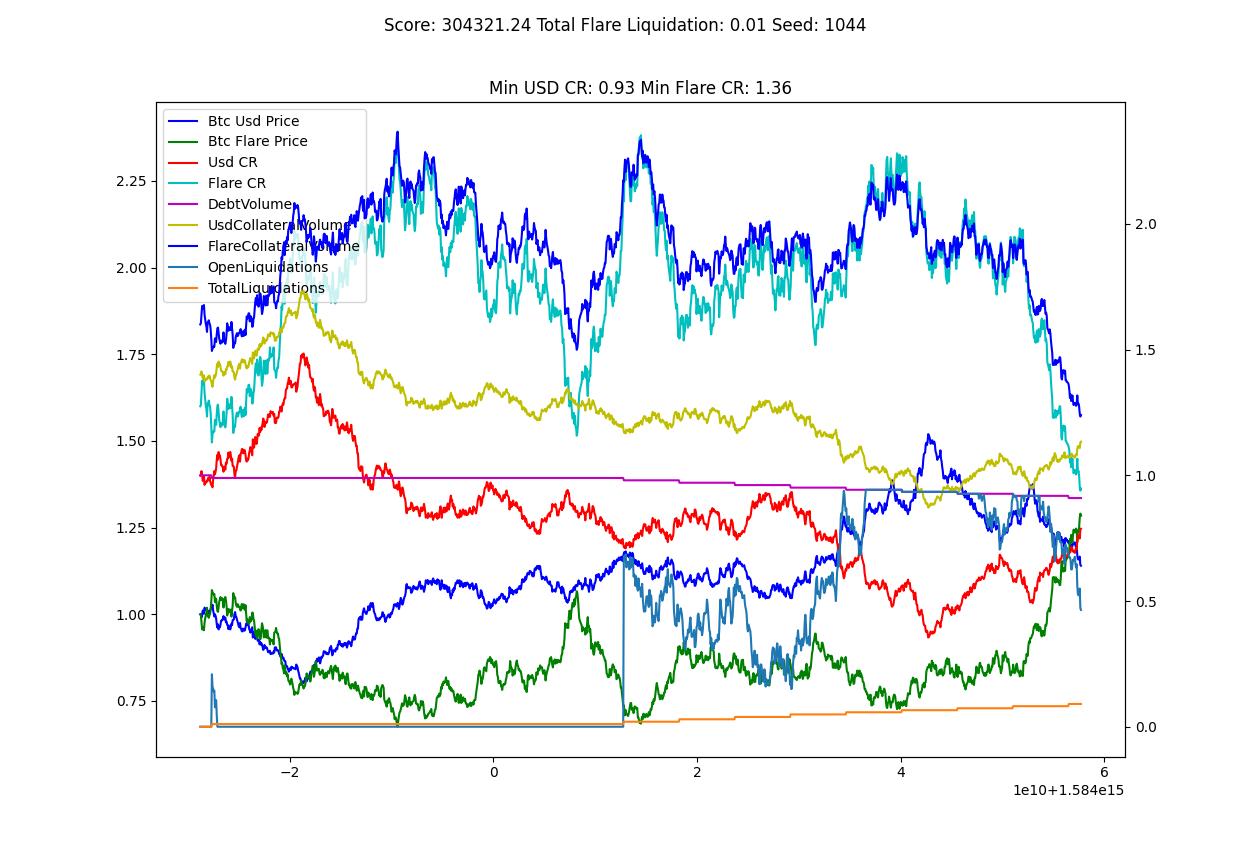 Score: 304321.24 Total Flare Liquidation: 0.01 Seed: 1044
Min USD CR: 0.93 Min Flare CR: 1.36
Btc Usd Price
Btc Flare Price
Usd CR
Flare CR
DebtVolume
UsdCollateralVolume
FlareCollateralVolume
OpenLiquidations
TotalLiquidations
2.25
2.00
1.75
1.50
1.25
1.00
0.75
2.0
1.5
1.0
0.5
0.0
−2
0
2
4
6
1e10+1.584e15